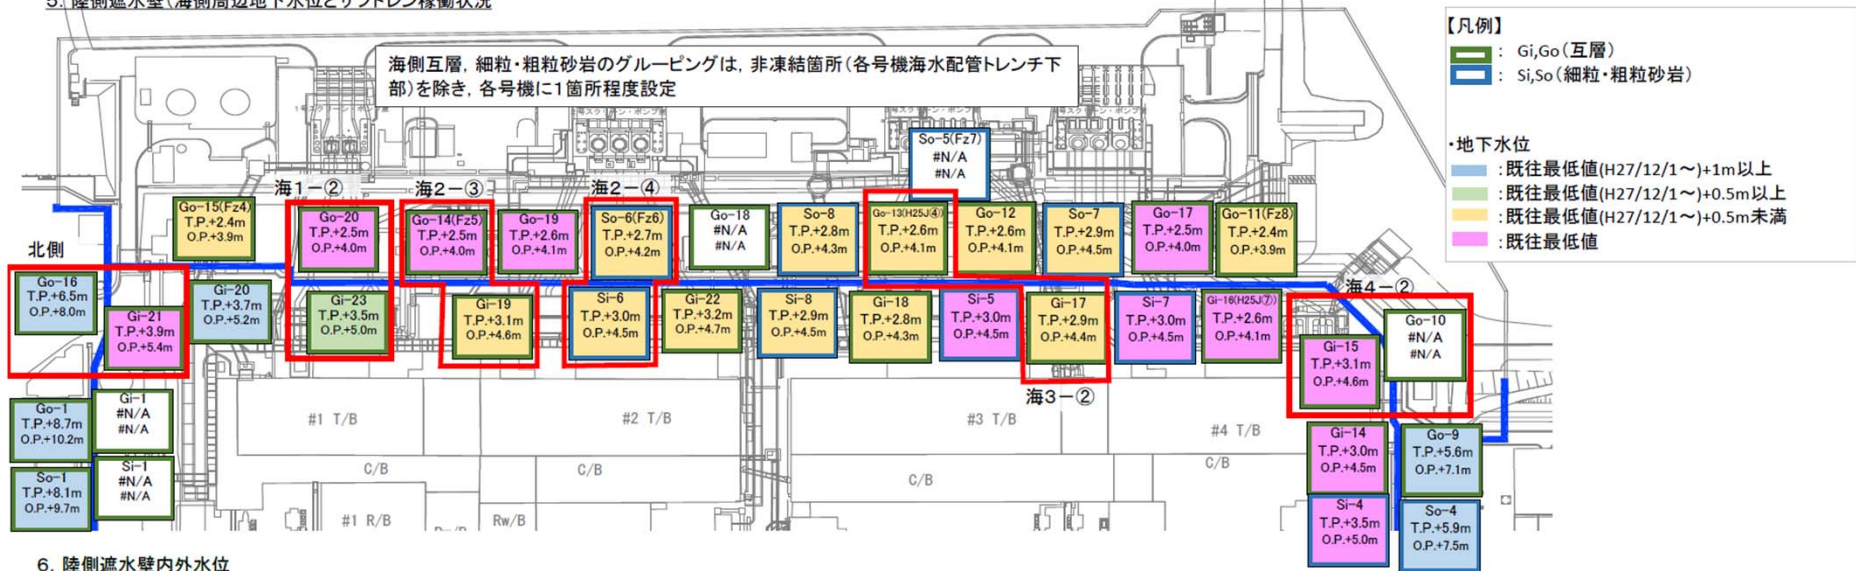 5. 陸側遮水壁(海側周辺地下水位とサブドレン稼働状況
海側互層, 細粒・粗粒砂岩のグルーピングは, 非凍結箇所(各号機海水配管トレンチ下
部)を除き, 各号機に1箇所程度設定
【凡例】
: Gi,Go(互層)
: Si,So(細粒・粗粒砂岩)
・地下水位
:既往最低値(H27/12/1~)+1m以上
:既往最低値(H27/12/1~)+0.5m以上
:既往最低値(H27/12/1~)+0.5m未満
:既往最低値
So-5(Fz7)
#N/A
#N/A
海1-②
海2-③
海2-④
Go-15(Fz4)
T.P.+2.4m
O.P.+3.9m
Go-20
T.P.+2.5m
O.P.+4.0m
Go-14(Fz5)
T.P.+2.5m
O.P.+4.0m
Go-19
T.P.+2.6m
O.P.+4.1m
So-6(Fz6)
T.P.+2.7m
O.P.+4.2m
Go-18
#N/A
#N/A
So-8
T.P.+2.8m
O.P.+4.3m
Go-13(H25J④)
T.P.+2.6m
O.P.+4.1m
Go-12
T.P.+2.6m
O.P.+4.1m
So-7
T.P.+2.9m
O.P.+4.5m
Go-17
T.P.+2.5m
O.P.+4.0m
Go-11(Fz8)
T.P.+2.4m
O.P.+3.9m
北側
Go-16
T.P.+6.5m
O.P.+8.0m
Gi-21
T.P.+3.9m
O.P.+5.4m
Gi-20
T.P.+3.7m
O.P.+5.2m
Gi-23
T.P.+3.5m
O.P.+5.0m
Gi-19
T.P.+3.1m
O.P.+4.6m
Si-6
T.P.+3.0m
O.P.+4.5m
Gi-22
T.P.+3.2m
O.P.+4.7m
Si-8
T.P.+2.9m
O.P.+4.5m
Gi-18
T.P.+2.8m
O.P.+4.3m
Si-5
T.P.+3.0m
O.P.+4.5m
Gi-17
T.P.+2.9m
O.P.+4.4m
Si-7
T.P.+3.0m
O.P.+4.5m
Gi-16(H25J⑦)
T.P.+2.6m
O.P.+4.1m
海4-②
Gi-15
T.P.+3.1m
O.P.+4.6m
Go-10
#N/A
#N/A
海3-②
Go-1
T.P.+8.7m
O.P.+10.2m
Gi-1
#N/A
#N/A
So-1
T.P.+8.1m
O.P.+9.7m
Si-1
#N/A
#N/A
#1 T/B
#2 T/B
#3 T/B
#4 T/B
C/B
C/B
C/B
C/B
#1 R/B
Rw/B
Gi-14
T.P.+3.0m
O.P.+4.5m
Go-9
T.P.+5.6m
O.P.+7.1m
Si-4
T.P.+3.5m
O.P.+5.0m
So-4
T.P.+5.9m
O.P.+7.5m
6. 陸側遮水壁内外水位